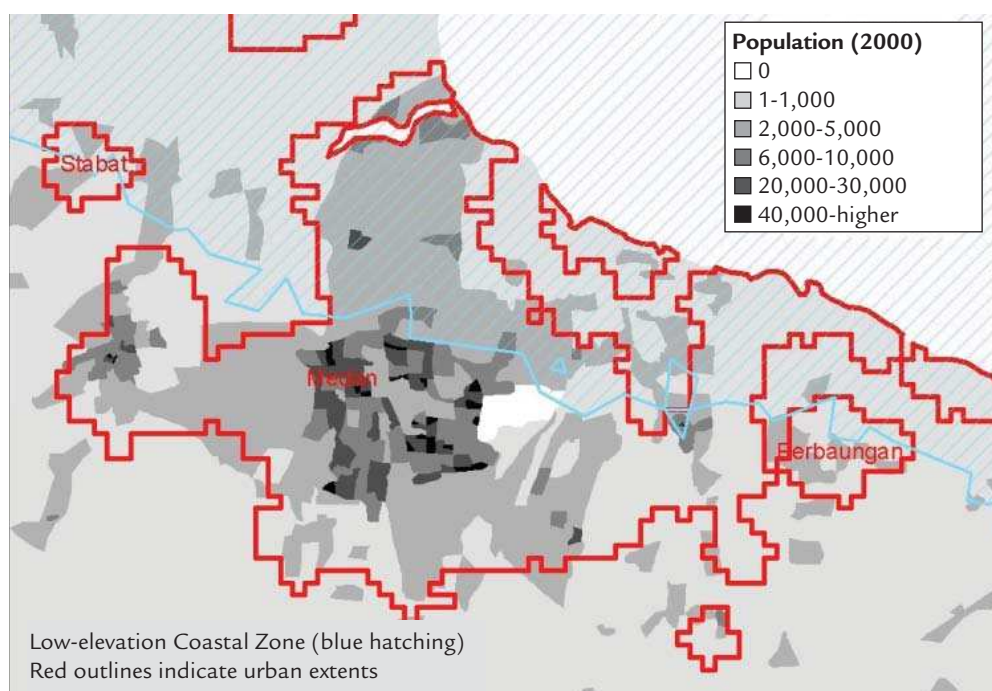 Population (2000)
0
1-1,000
2,000-5,000
6,000-10,000
20,000-30,000
40,000-higher
Stabat
Medan
Berbaungan
Low-elevation Coastal Zone (blue hatching)
Red outlines indicate urban extents